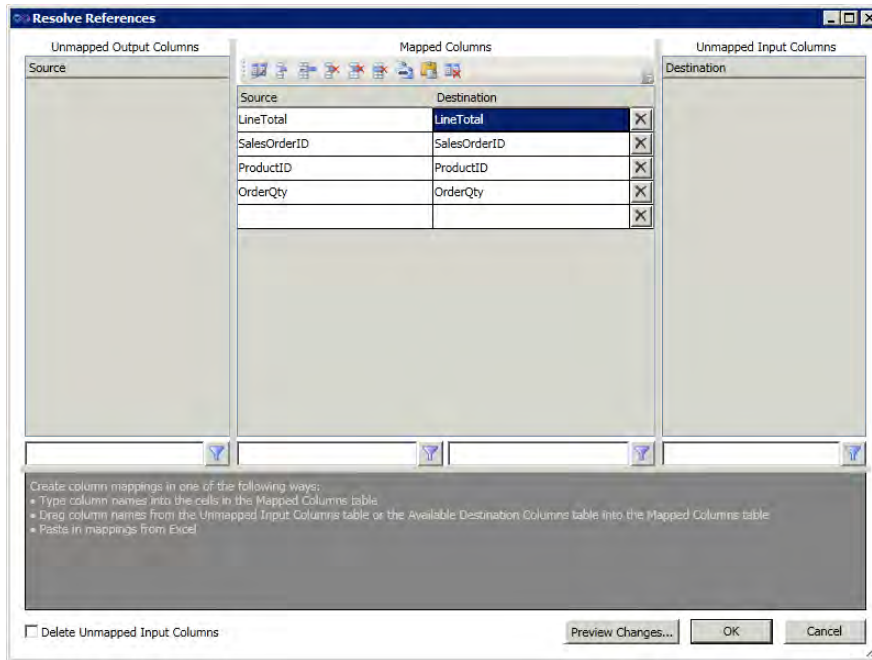 Resolve References
Unmapped Output Columns
Mapped Columns
Unmapped Input Columns
Source
Destination
Source Destination
LineTotal LineTotal
SalesOrderID SalesOrderID
ProductID ProductID
OrderQty OrderQty
Create column mappings in one of the following ways:
• Type column names into the cells in the Mapped Columns table
• Drag column names from the Unmapped Input Columns table or the Available Destination Columns table into the Mapped Columns table
• Paste in mappings from Excel
Delete Unmapped Input Columns
Preview Changes...
OK
Cancel